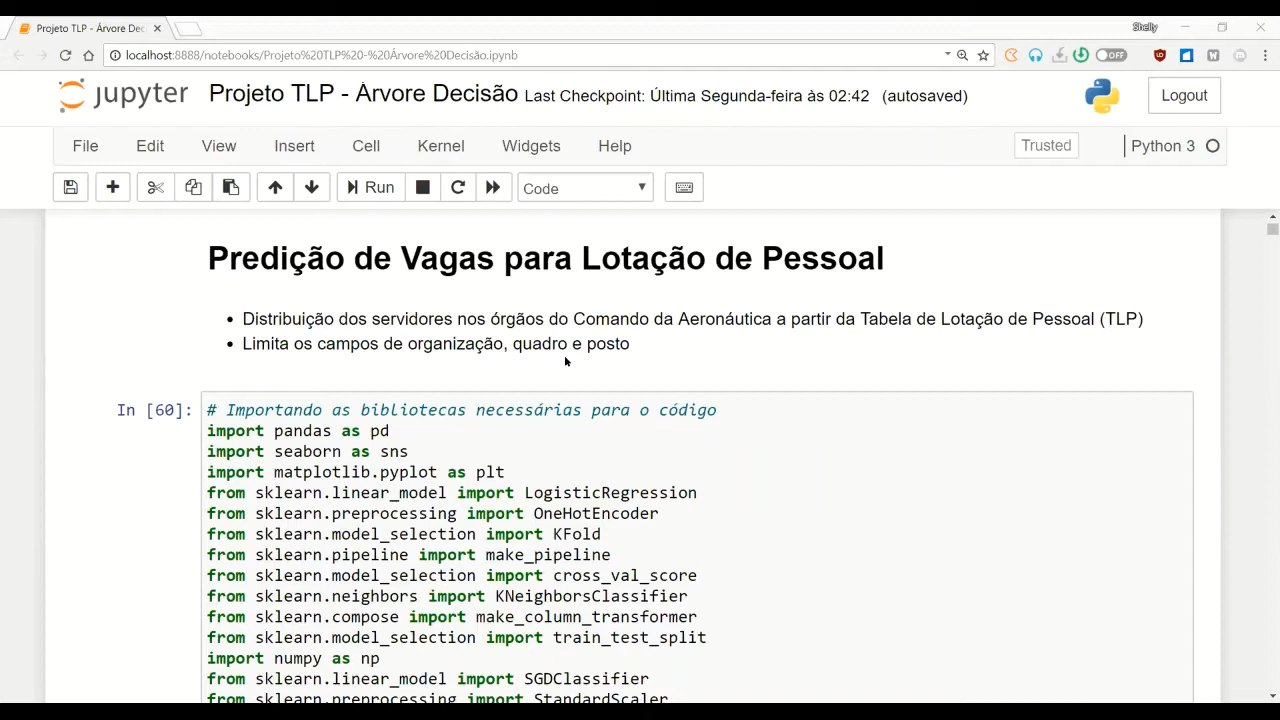 Projeto TLP - Árvore Dec
Shelly
localhost:8888/notebooks/Projeto%20TLP%20-%20Árvore%20Decisão.ipynb
OFF
jupyter Projeto TLP - Árvore Decisão Last Checkpoint: Última Segunda-feira às 02:42 (autosaved)
Logout
File Edit View Insert Cell Kernel Widgets Help
Trusted
Python 3
Run
Code
Predição de Vagas para Lotação de Pessoal
• Distribuição dos servidores nos órgãos do Comando da Aeronáutica a partir da Tabela de Lotação de Pessoal (TLP)
• Limita os campos de organização, quadro e posto
In [60]: # Importando as bibliotecas necessárias para o código
import pandas as pd
import seaborn as sns
import matplotlib.pyplot as plt
from sklearn.linear_model import LogisticRegression
from sklearn.preprocessing import OneHotEncoder
from sklearn.model_selection import KFold
from sklearn.pipeline import make_pipeline
from sklearn.model_selection import cross_val_score
from sklearn.neighbors import KNeighborsClassifier
from sklearn.compose import make_column_transformer
from sklearn.model_selection import train_test_split
import numpy as np
from sklearn.linear_model import SGDClassifier
from sklearn.preprocessing import StandardScaler